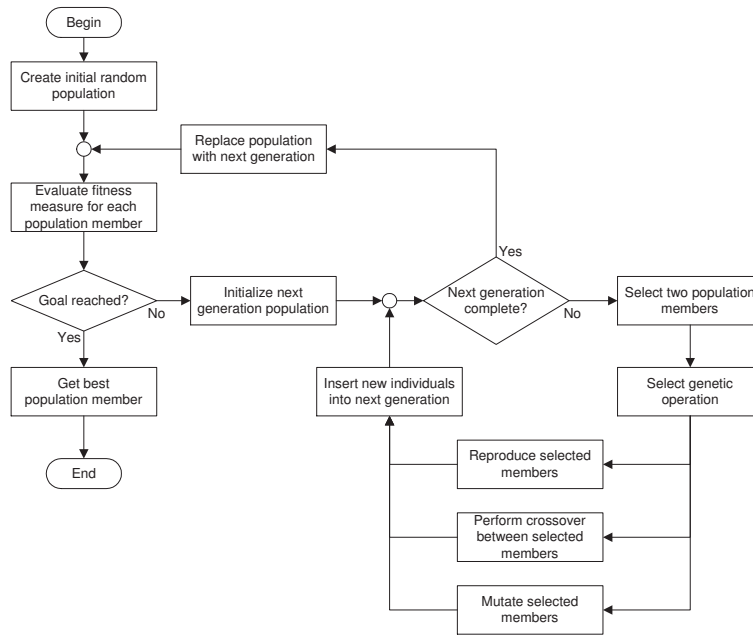 Begin
Create initial random
population
Replace population
with next generation
Evaluate fitness
measure for each
population member
Yes
Goal reached?
No
Initialize next
generation population
Next generation
complete?
No
Select two population
members
Yes
Get best
population member
Insert new individuals
into next generation
Select genetic
operation
End
Reproduce selected
members
Perform crossover
between selected
members
Mutate selected
members